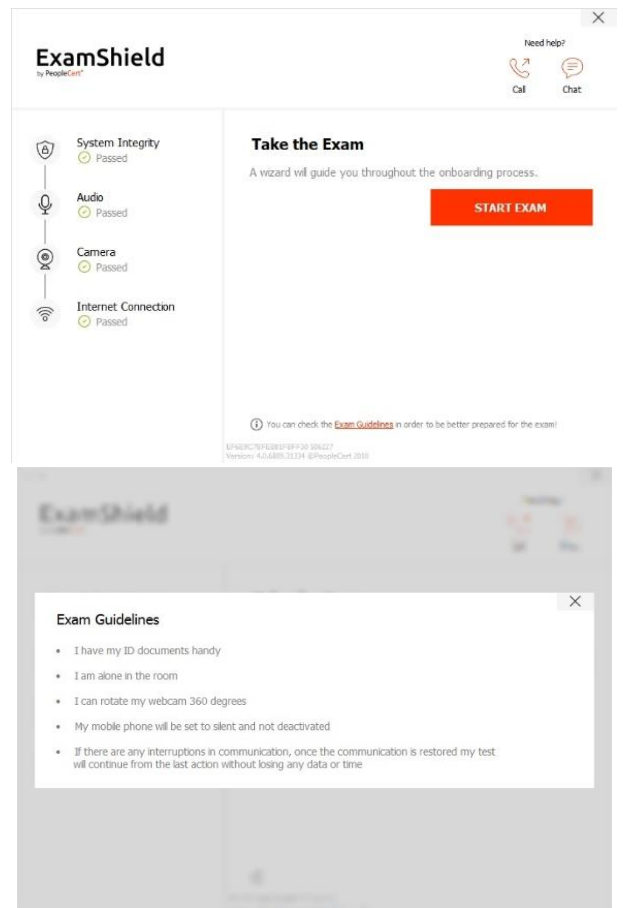 Need help?
ExamShield
by PeopleCert
Call
Chat
System Integrity
Passed
Audio
Passed
Camera
Passed
Internet Connection
Passed
Take the Exam
A wizard will guide you throughout the onboarding process.
START EXAM
You can check the Exam Guidelines in order to be better prepared for the exam!
©PeopleCert 2018
ExamShield
Exam Guidelines
• I have my ID documents handy
• I am alone in the room
• I can rotate my webcam 360 degrees
• My mobile phone will be set to silent and not deactivated
• If there are any interruptions in communication, once the communication is restored my test
will continue from the last action without losing any data or time